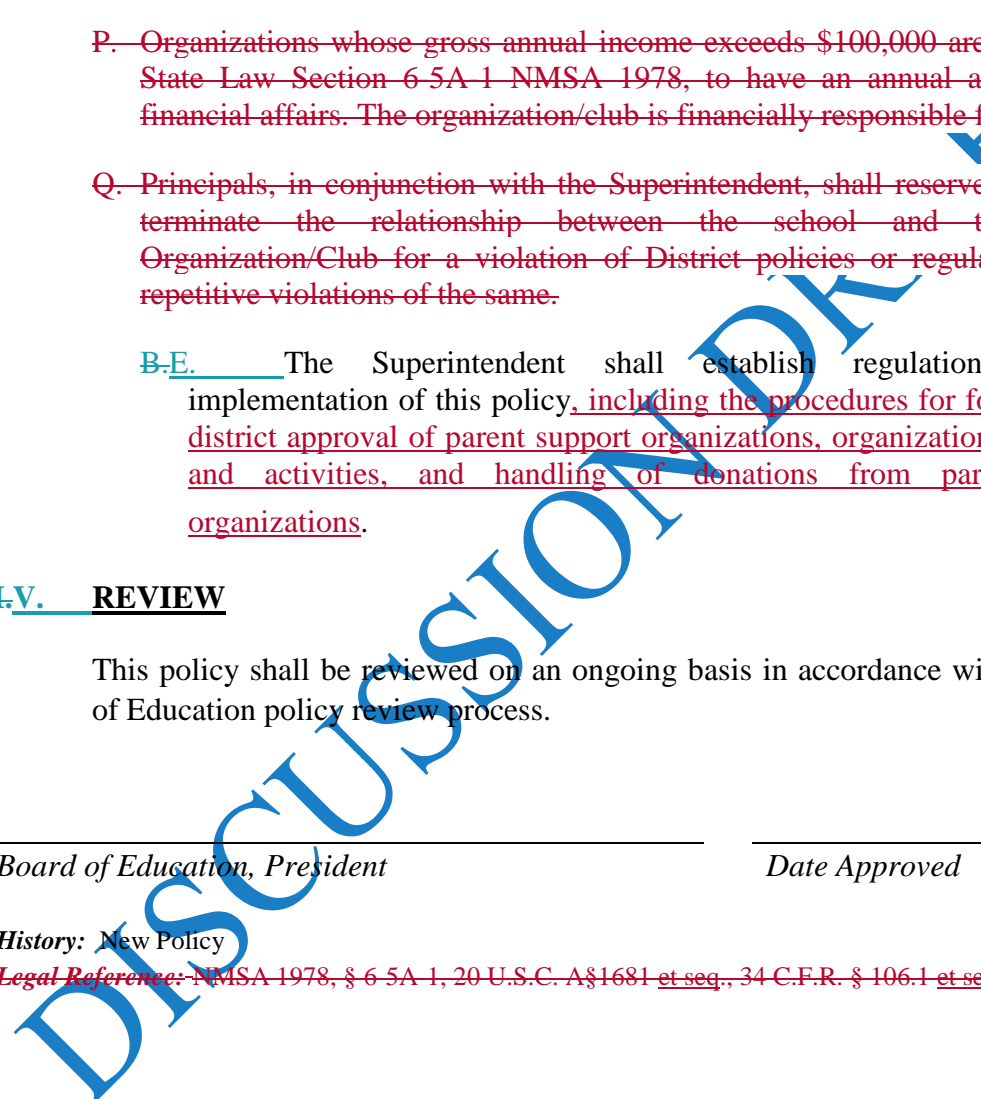 P. Organizations whose gross annual income exceeds $100,000 are
State Law Section 6-5A-1 NMSA 1978, to have an annual a
financial affairs. The organization/club is financially responsible f
Q. Principals, in conjunction with the Superintendent, shall reserve
terminate the relationship between the school and t
Organization/Club for a violation of District policies or regula
repetitive violations of the same.
B.E. The Superintendent shall establish regulation
implementation of this policy, including the procedures for fo
district approval of parent support organizations, organization
and activities, and handling of donations from par
organizations.
I.V. REVIEW
This policy shall be reviewed on an ongoing basis in accordance wi
of Education policy review process.
Board of Education, President Date Approved
History: New Policy
Legal Reference: NMSA 1978, § 6-5A-1, 20 U.S.C. A§1681 et seq., 34 C.F.R. § 106.1 et se
DISCUSSION DR